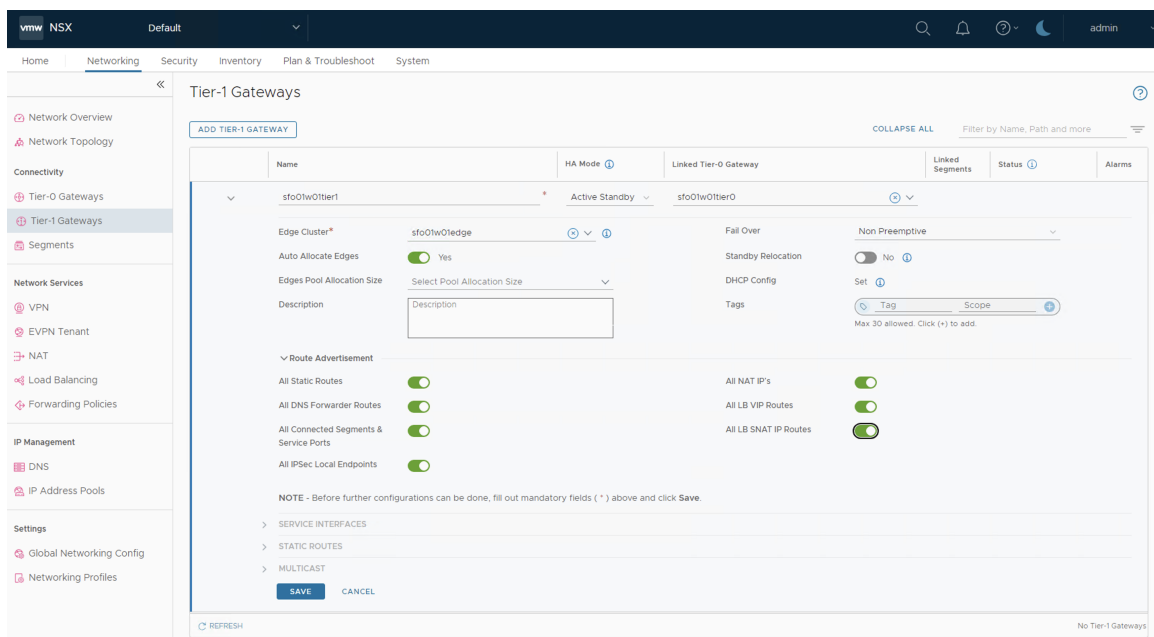 vmw NSX Default admin
Home Networking Security Inventory Plan & Troubleshoot System
Network Overview
Network Topology
Connectivity
Tier-0 Gateways
Tier-1 Gateways
Segments
Network Services
VPN
EVPN Tenant
NAT
Load Balancing
Forwarding Policies
IP Management
DNS
IP Address Pools
Settings
Global Networking Config
Networking Profiles
Tier-1 Gateways
ADD TIER-1 GATEWAY COLLAPSE ALL Filter by Name, Path and more
Name HA Mode Linked Tier-0 Gateway Linked Segments Status Alarms
sfo01w01tier1 * Active Standby sfo01w01tier0
Edge Cluster* sfo01w01edge Fail Over Non Preemptive
Auto Allocate Edges Yes Standby Relocation No
Edges Pool Allocation Size Select Pool Allocation Size DHCP Config Set
Description Description Tags Tag Scope
Max 30 allowed. Click (+) to add.
Route Advertisement
All Static Routes All NAT IP's
All DNS Forwarder Routes All LB VIP Routes
All Connected Segments & All LB SNAT IP Routes
Service Ports
All IPSec Local Endpoints
NOTE - Before further configurations can be done, fill out mandatory fields ( * ) above and click Save.
SERVICE INTERFACES
STATIC ROUTES
MULTICAST
SAVE CANCEL
REFRESH No Tier-1 Gateways